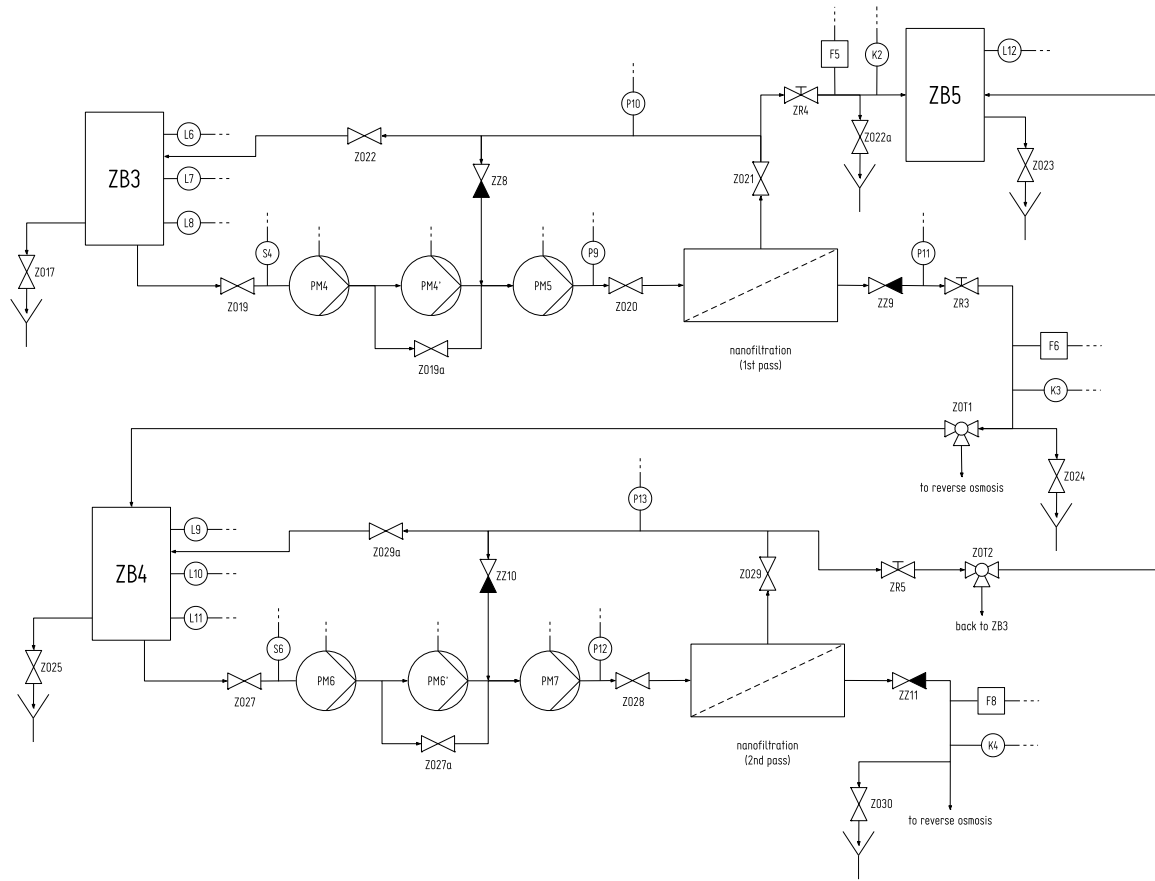 F5
K2
L12
ZB5
P10
ZR4
ZO22a
ZO23
L6
ZB3
L7
L8
ZO22
ZZ8
ZO21
S4
P9
P11
ZO17
PM4
PM4'
PM5
ZO19
ZO20
ZZ9
ZR3
ZO19a
nanofiltration
(1st pass)
F6
K3
ZOT1
to reverse osmosis
ZO24
P13
L9
ZB4
L10
L11
ZO29a
ZZ10
ZO29
ZR5
ZOT2
back to ZB3
S6
P12
ZO25
PM6
PM6'
PM7
ZO27
ZO28
ZZ11
F8
ZO27a
nanofiltration
(2nd pass)
K4
ZO30
to reverse osmosis